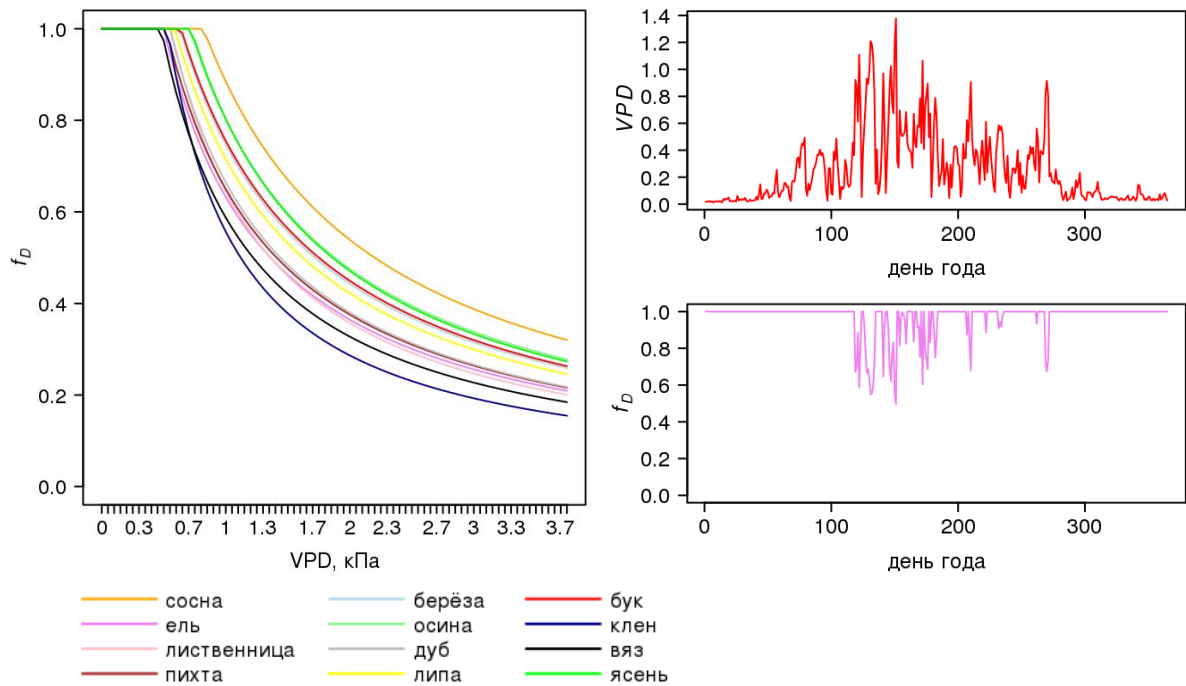 1.0
0.8
0.6
0.4
0.2
0.0
f_D
0 0.3 0.7 1 1.3 1.7 2 2.3 2.7 3 3.3 3.7
VPD, кПа
1.4
1.2
1.0
0.8
0.6
0.4
0.2
0.0
VPD
0 100 200 300
день года
1.0
0.8
0.6
0.4
0.2
0.0
f_D
0 100 200 300
день года
сосна берёза бук
ель осина клен
лиственница дуб вяз
пихта липа ясень